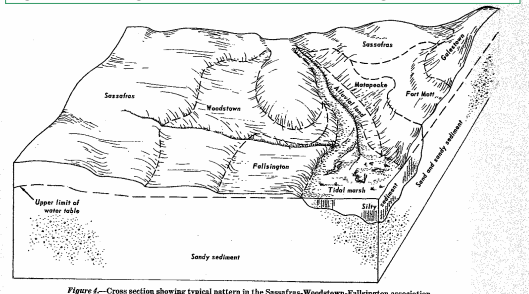 Sassafras
Galestown
Matapeake
Fort Mott
Alluvial land
Sassafras
Woodstown
Fallsington
Tidal marsh
Upper limit of
water table
Silty
sediment
Sand and sandy sediment
Sandy sediment
Figure 4.—Cross section showing typical pattern in the Sassafras-Woodstown-Fallsington association.